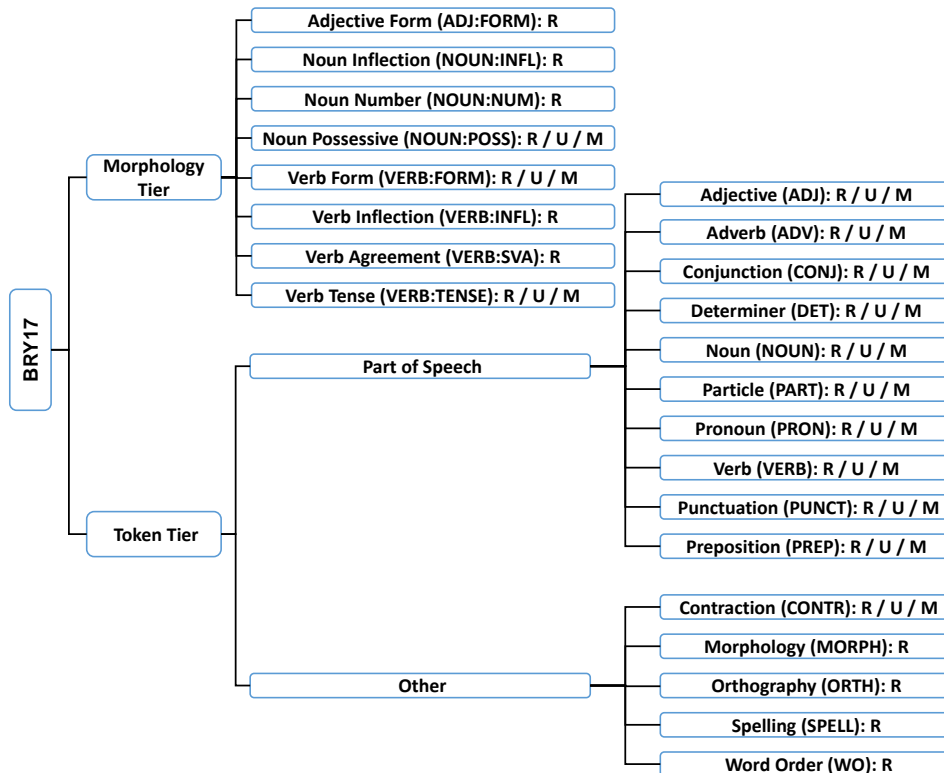 BRY17
Morphology
Tier
Adjective Form (ADJ:FORM): R
Noun Inflection (NOUN:INFL): R
Noun Number (NOUN:NUM): R
Noun Possessive (NOUN:POSS): R / U / M
Verb Form (VERB:FORM): R / U / M
Verb Inflection (VERB:INFL): R
Verb Agreement (VERB:SVA): R
Verb Tense (VERB:TENSE): R / U / M
Token Tier
Part of Speech
Adjective (ADJ): R / U / M
Adverb (ADV): R / U / M
Conjunction (CONJ): R / U / M
Determiner (DET): R / U / M
Noun (NOUN): R / U / M
Particle (PART): R / U / M
Pronoun (PRON): R / U / M
Verb (VERB): R / U / M
Punctuation (PUNCT): R / U / M
Preposition (PREP): R / U / M
Other
Contraction (CONTR): R / U / M
Morphology (MORPH): R
Orthography (ORTH): R
Spelling (SPELL): R
Word Order (WO): R